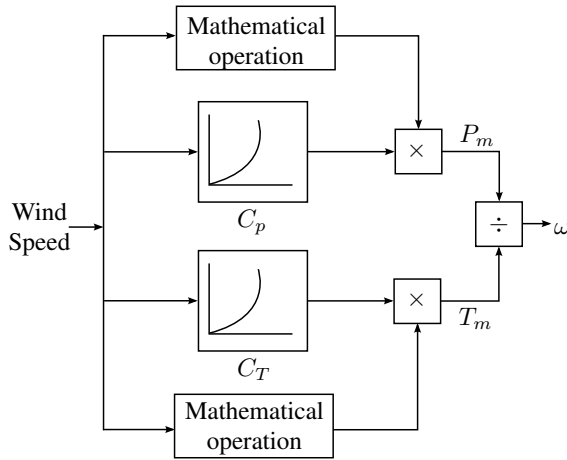 Mathematical
operation
×
P_m
C_p
Wind
Speed
÷
ω
×
T_m
C_T
Mathematical
operation